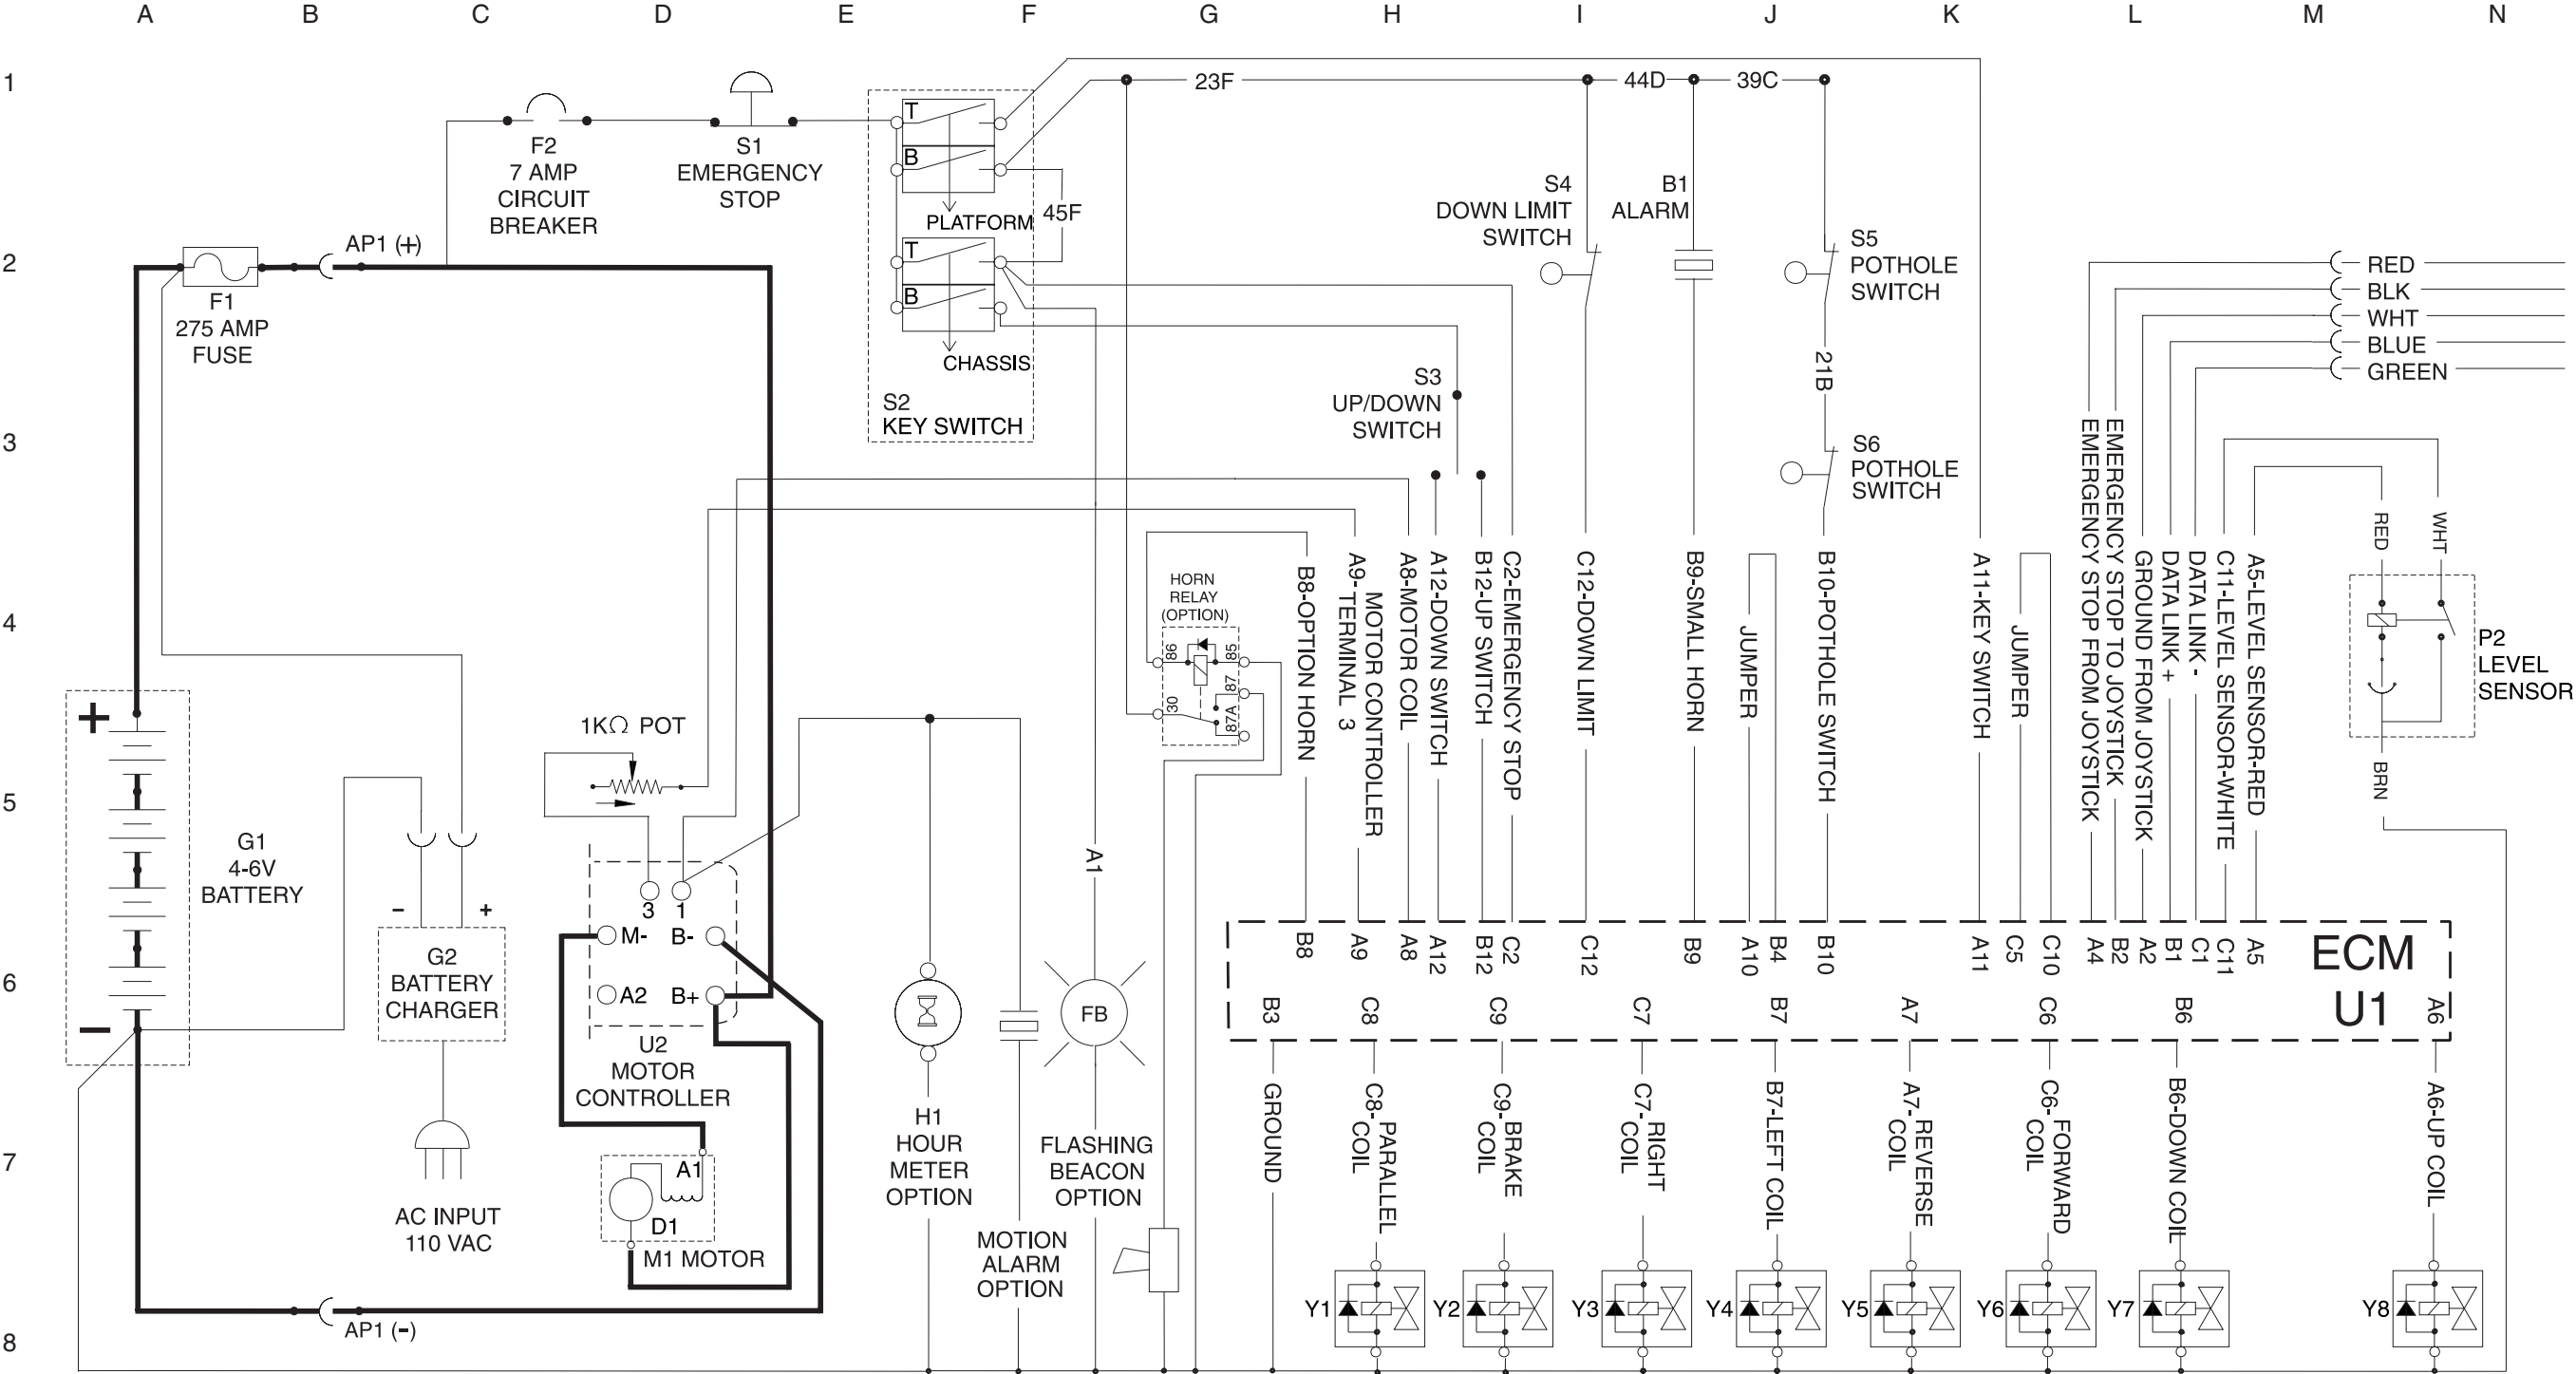 A B C D E F G H I J K L M N
1
2
3
4
5
6
7
8
F2
7 AMP
CIRCUIT
BREAKER
S1
EMERGENCY
STOP
T
B
PLATFORM
45F
T
B
CHASSIS
S2
KEY SWITCH
23F
44D
39C
S4
DOWN LIMIT
SWITCH
B1
ALARM
S5
POTHOLE
SWITCH
21B
S6
POTHOLE
SWITCH
RED
BLK
WHT
BLUE
GREEN
AP1 (+)
F1
275 AMP
FUSE
S3
UP/DOWN
SWITCH
HORN
RELAY
(OPTION)
86
85
87
30
87A
B8-OPTION HORN
A9-TERMINAL 3
MOTOR CONTROLLER
A8-MOTOR COIL
A12-DOWN SWITCH
B12-UP SWITCH
C2-EMERGENCY STOP
C12-DOWN LIMIT
B9-SMALL HORN
JUMPER
B10-POTHOLE SWITCH
A11-KEY SWITCH
JUMPER
EMERGENCY STOP FROM JOYSTICK
EMERGENCY STOP TO JOYSTICK
GROUND FROM JOYSTICK
DATA LINK +
DATA LINK -
C11-LEVEL SENSOR-WHITE
A5-LEVEL SENSOR-RED
RED
WHT
P2
LEVEL
SENSOR
BRN
+
−
G1
4-6V
BATTERY
− +
G2
BATTERY
CHARGER
AC INPUT
110 VAC
1KΩ POT
3 1
M- B-
A2 B+
U2
MOTOR
CONTROLLER
A1
D1
M1 MOTOR
AP1 (-)
H1
HOUR
METER
OPTION
MOTION
ALARM
OPTION
A1
FB
FLASHING
BEACON
OPTION
B8 A9 A8 A12 B12 C2 C12 B9 A10 B4 B10 A11 C5 C10 A4 B2 A2 B1 C1 C11 A5
ECM
U1
B3 C8 C9 C7 B7 A7 C6 B6 A6
GROUND
C8-PARALLEL
COIL
C9-BRAKE
COIL
C7-RIGHT
COIL
B7-LEFT COIL
A7-REVERSE
COIL
C6-FORWARD
COIL
B6-DOWN COIL
A6-UP COIL
Y1 Y2 Y3 Y4 Y5 Y6 Y7 Y8